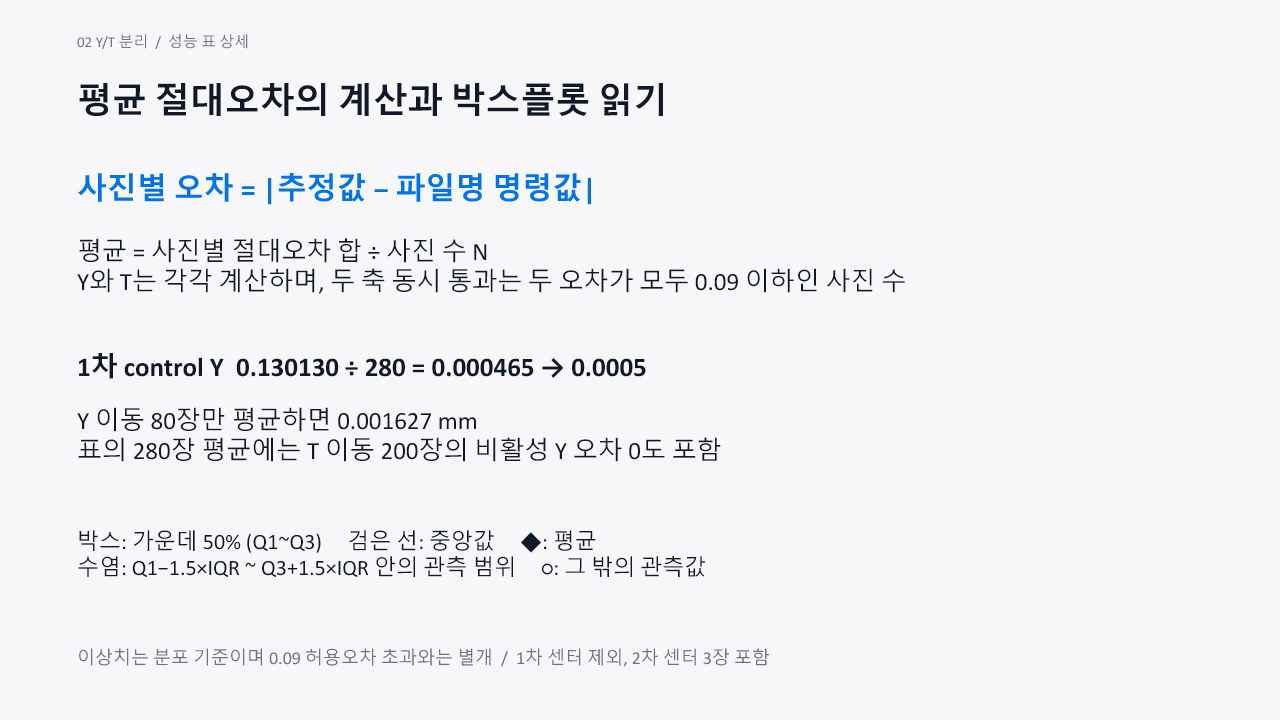 02 Y/T 분리 / 성능 표 상세
평균 절대오차의 계산과 박스플롯 읽기
사진별 오차 = |추정값 – 파일명 명령값|
평균 = 사진별 절대오차 합 ÷ 사진 수 N
Y와 T는 각각 계산하며, 두 축 동시 통과는 두 오차가 모두 0.09 이하인 사진 수
1차 control Y 0.130130 ÷ 280 = 0.000465 → 0.0005
Y 이동 80장만 평균하면 0.001627 mm
표의 280장 평균에는 T 이동 200장의 비활성 Y 오차 0도 포함
박스: 가운데 50% (Q1~Q3) 검은 선: 중앙값 ◆: 평균
수염: Q1−1.5×IQR ~ Q3+1.5×IQR 안의 관측 범위 ○: 그 밖의 관측값
이상치는 분포 기준이며 0.09 허용오차 초과와는 별개 / 1차 센터 제외, 2차 센터 3장 포함